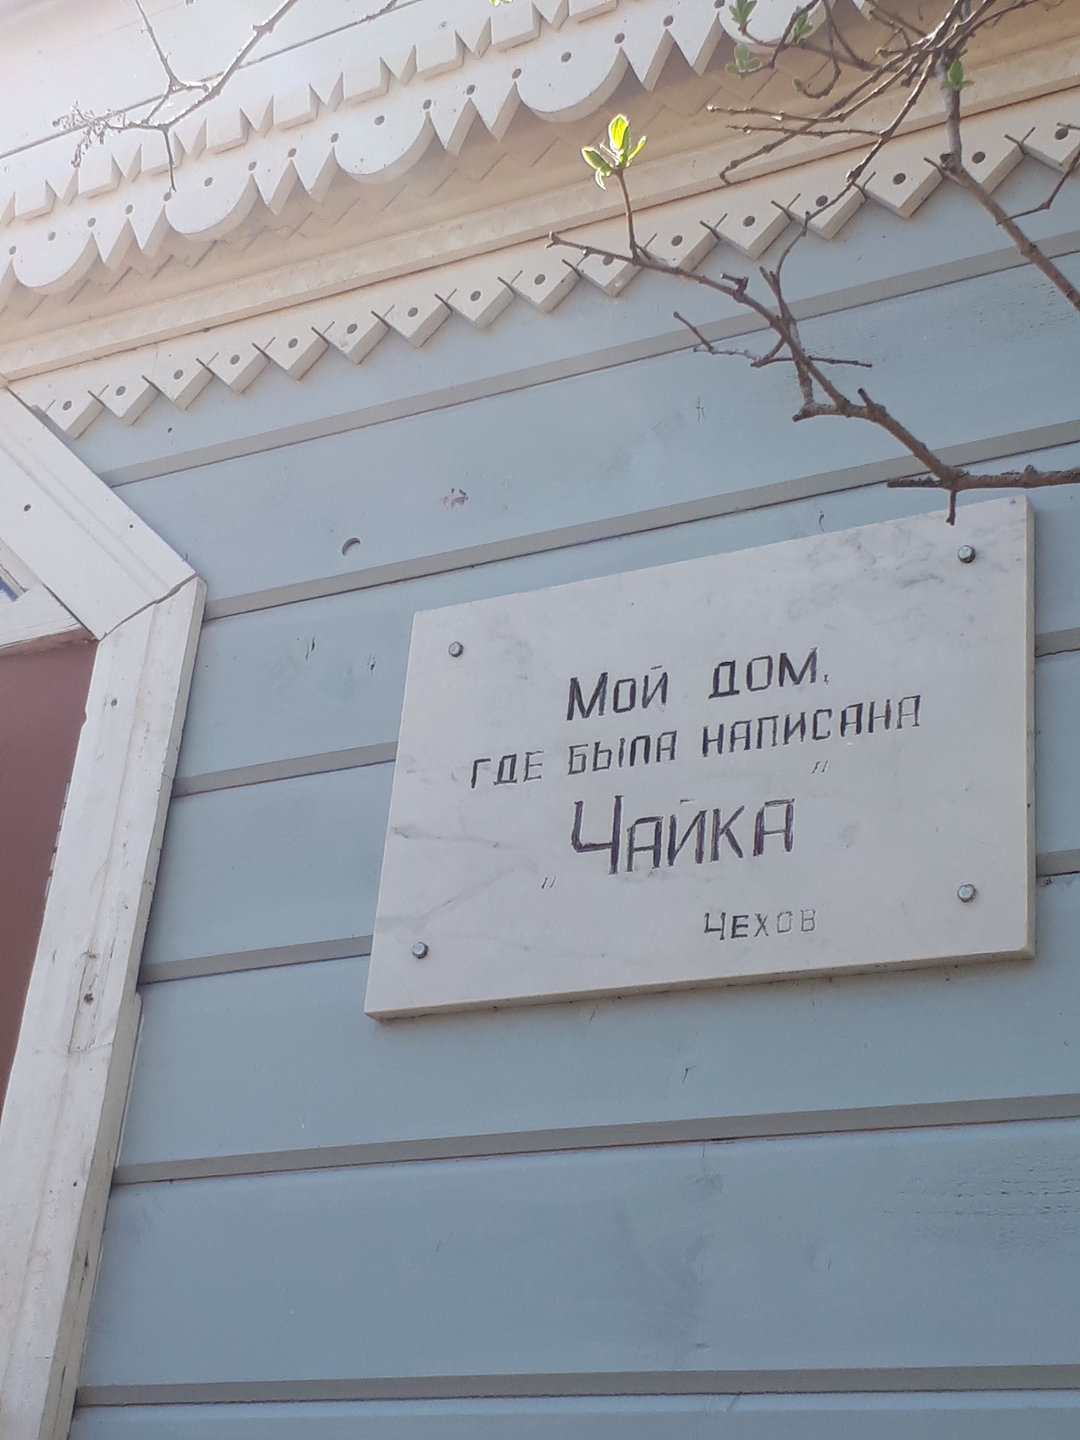 Мой дом,
где была написана
„Чайка"
Чехов